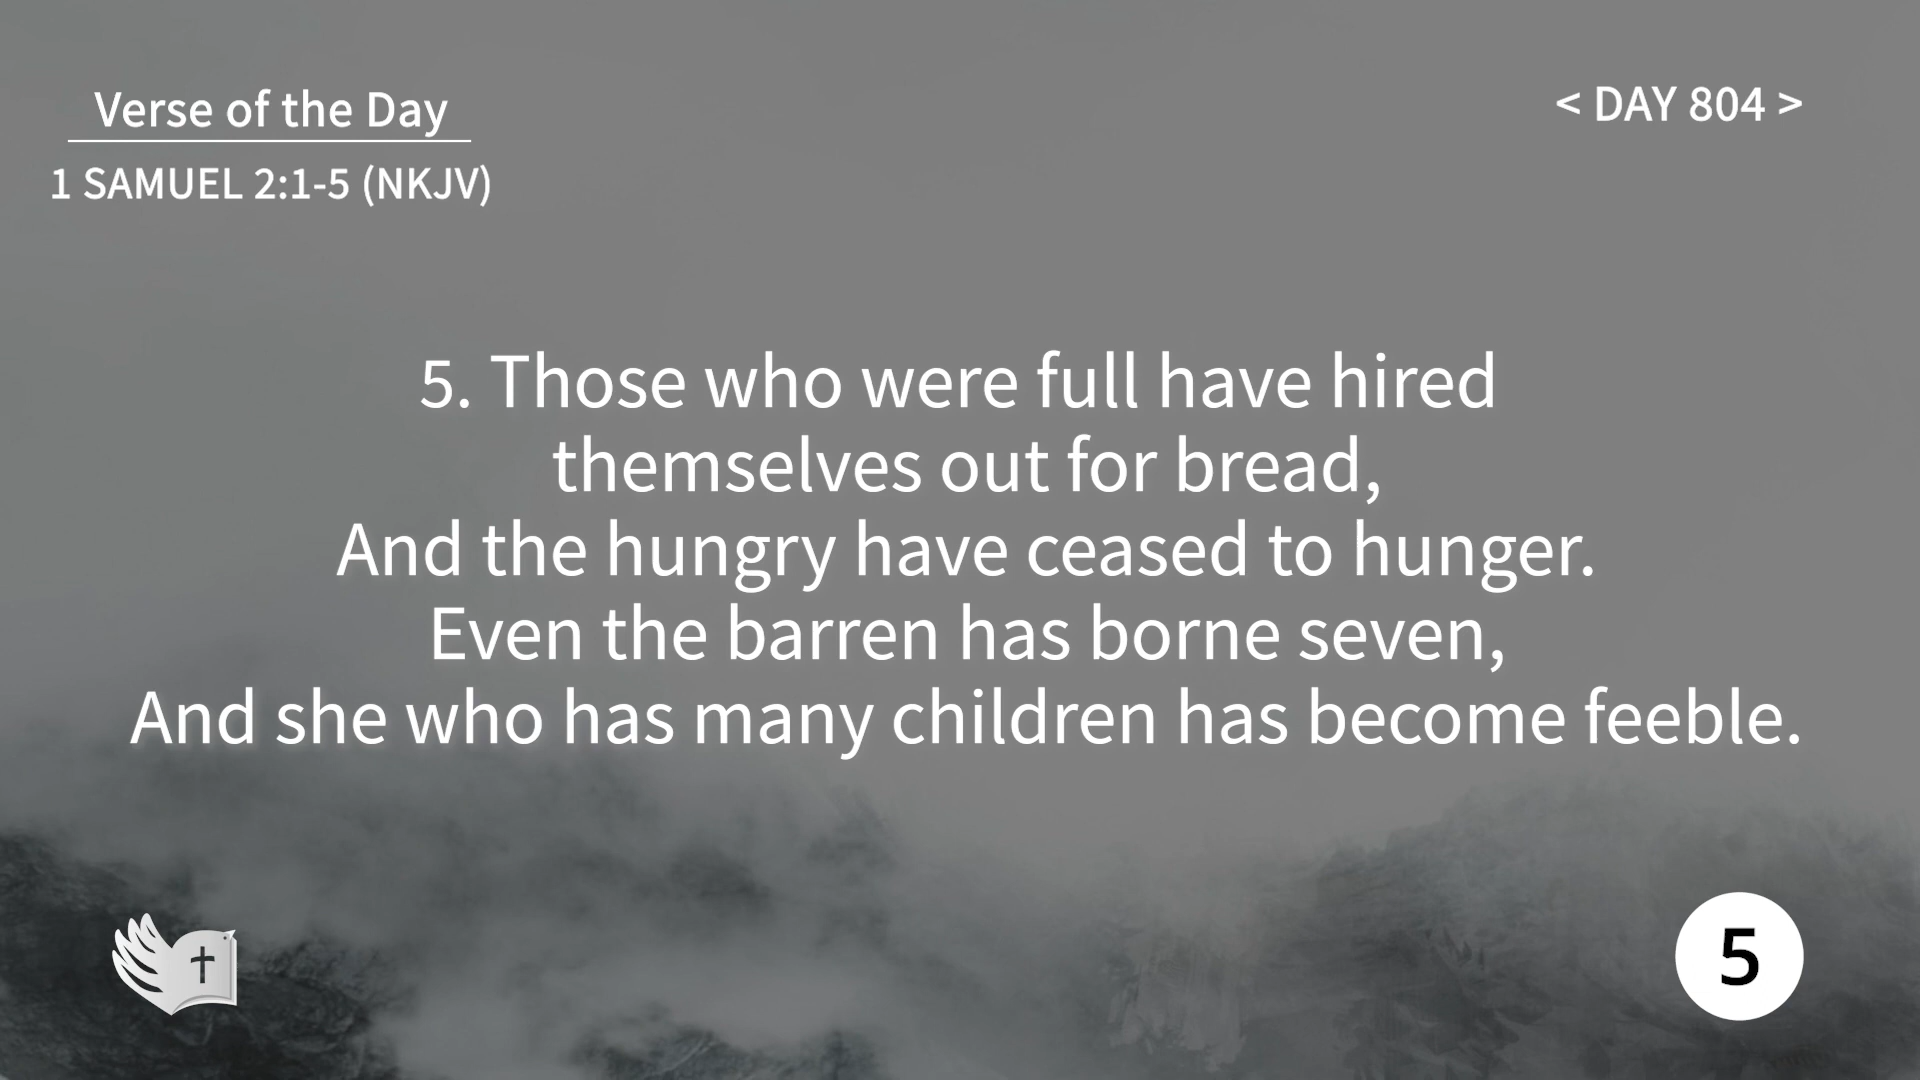 Verse of the Day
1 SAMUEL 2:1-5 (NKJV)
< DAY 804 >
5. Those who were full have hired
themselves out for bread,
And the hungry have ceased to hunger.
Even the barren has borne seven,
And she who has many children has become feeble.
5